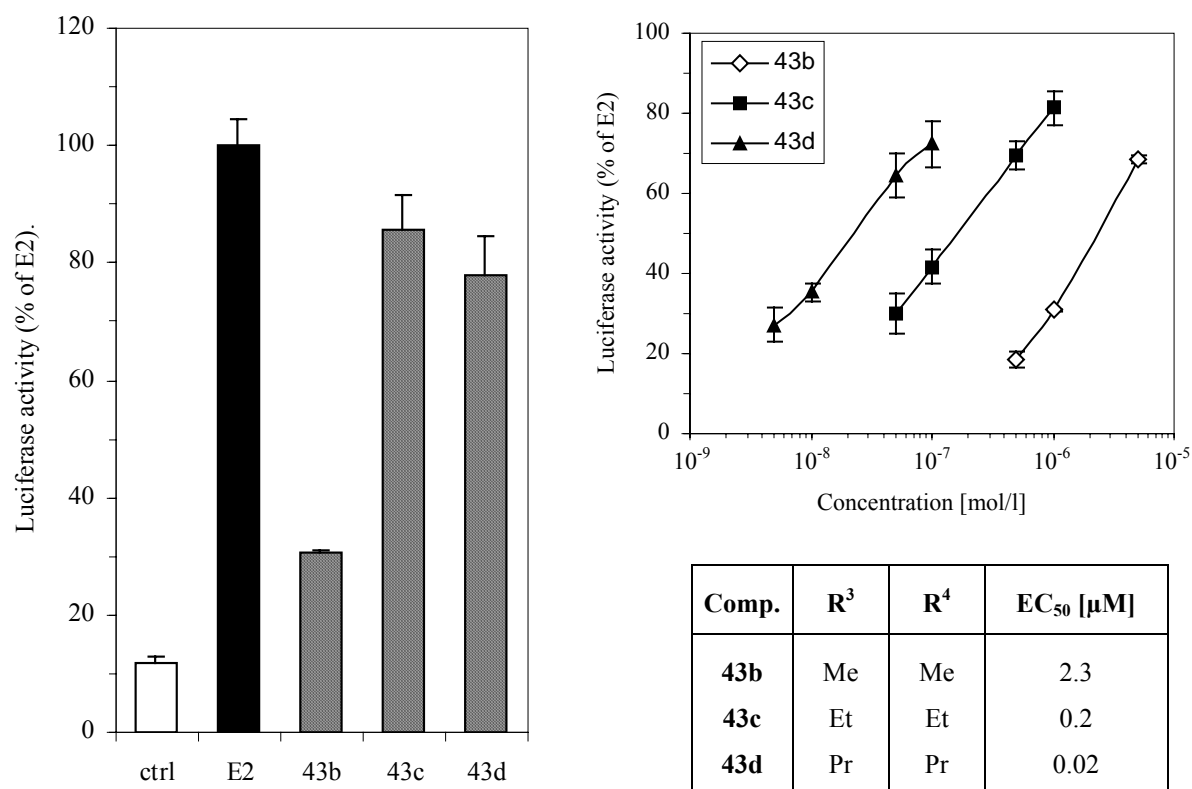 Luciferase activity (% of E2).
120
100
80
60
40
20
0
ctrl E2 43b 43c 43d
Luciferase activity (% of E2)
100
80
60
40
20
0
43b
43c
43d
10⁻⁹ 10⁻⁸ 10⁻⁷ 10⁻⁶ 10⁻⁵
Concentration [mol/l]
Comp. R³ R⁴ EC₅₀ [µM]
43b Me Me 2.3
43c Et Et 0.2
43d Pr Pr 0.02